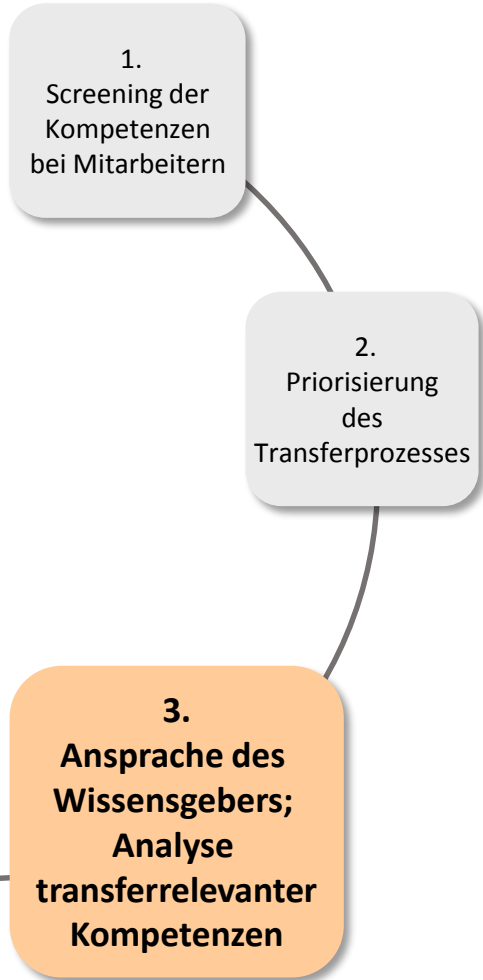 1.
Screening der
Kompetenzen
bei Mitarbeitern
2.
Priorisierung
des
Transferprozesses
3.
Ansprache des
Wissensgebers;
Analyse
transferrelevanter
Kompetenzen